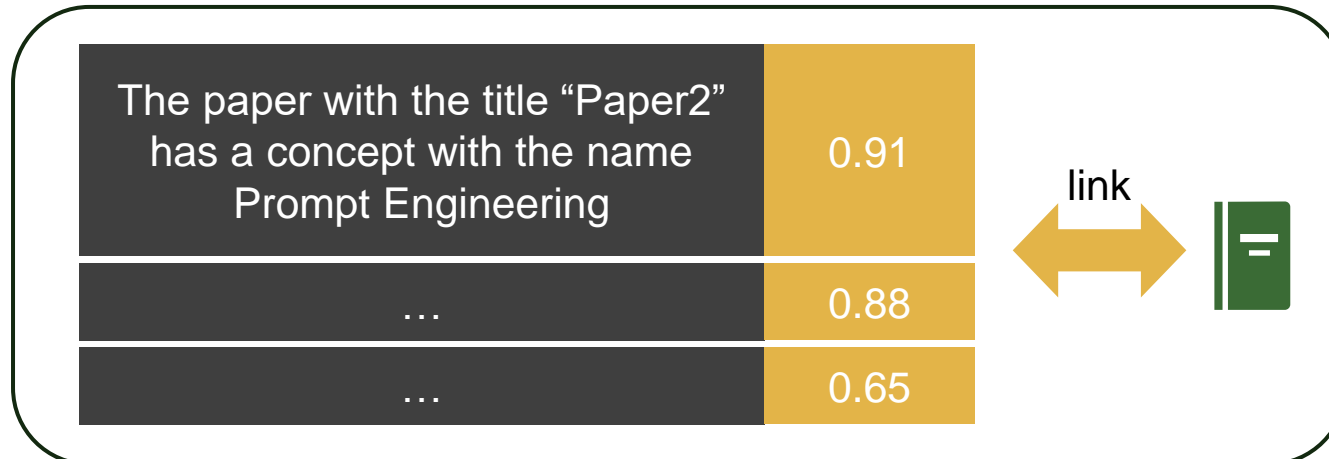 The paper with the title “Paper2”
has a concept with the name
Prompt Engineering
0.91
link
…
0.88
…
0.65